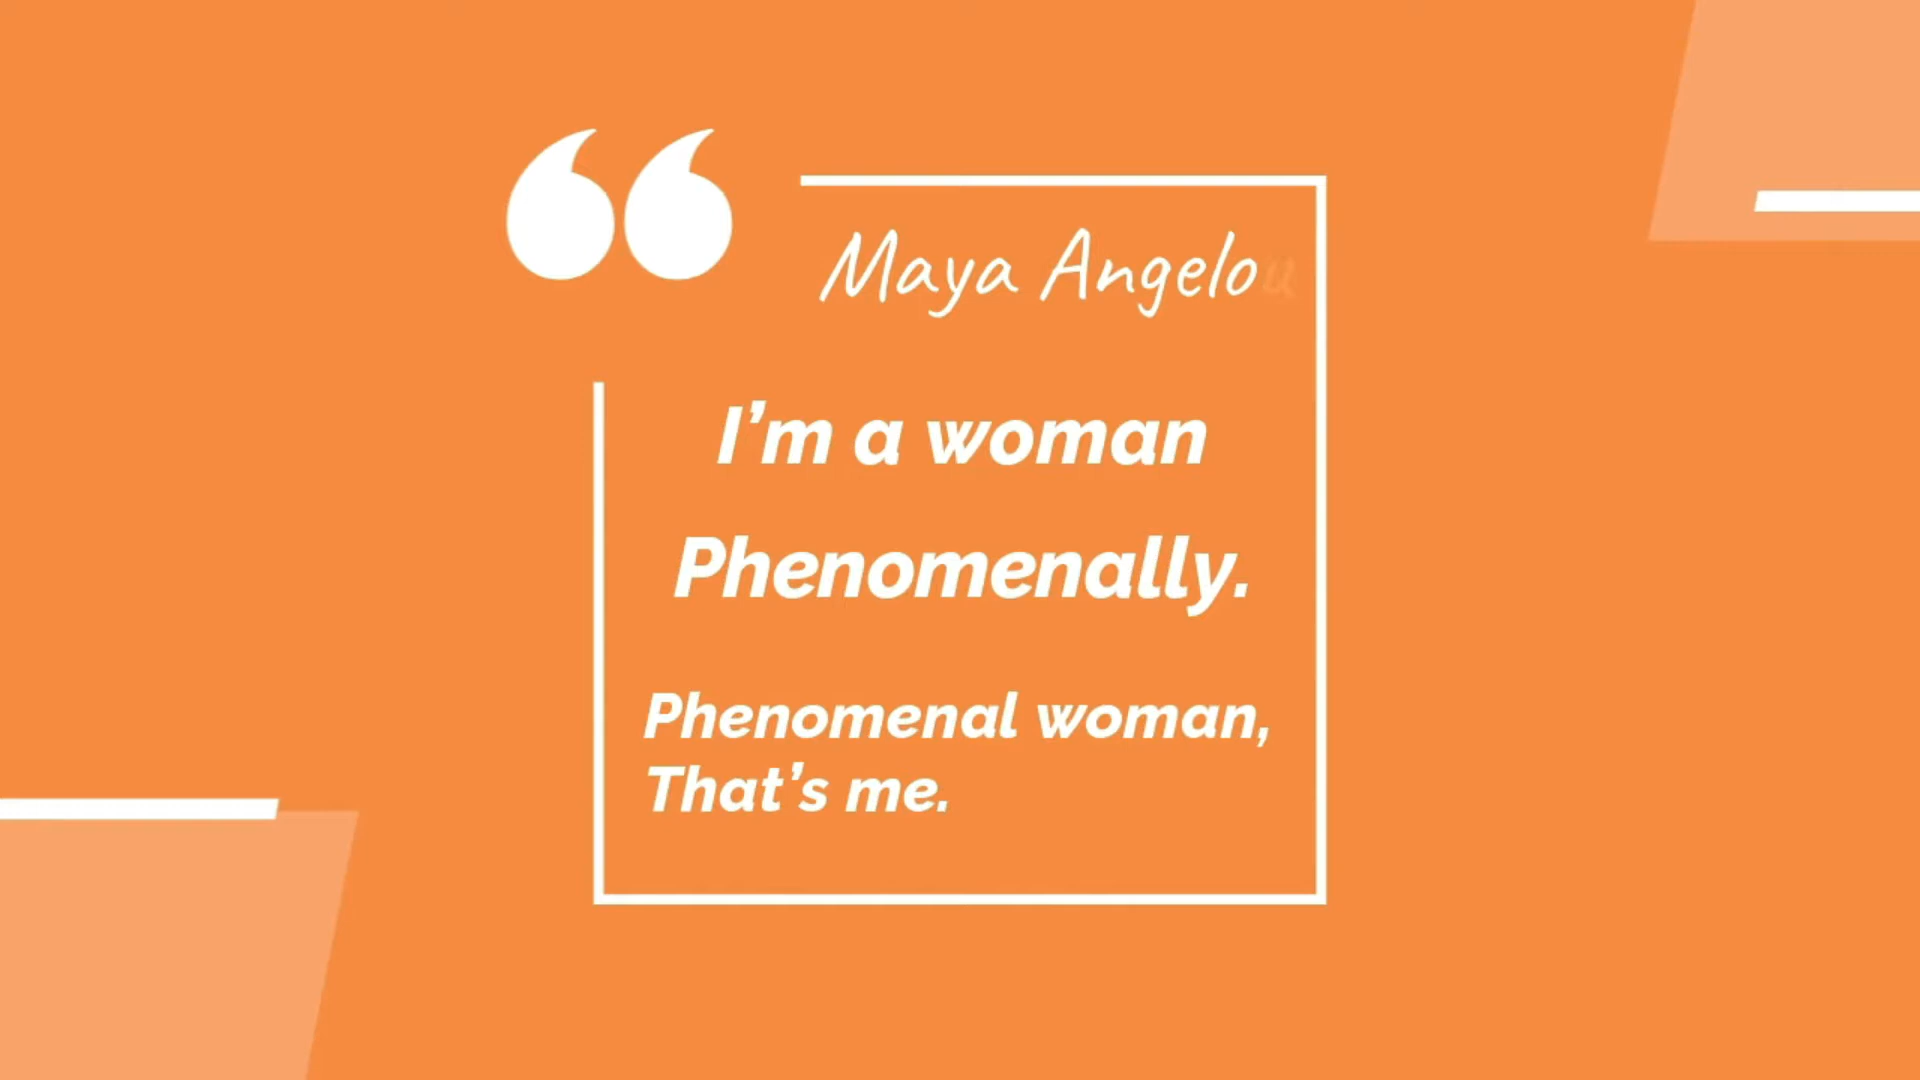 Maya Angelou
I’m a woman
Phenomenally.
Phenomenal woman,
That’s me.